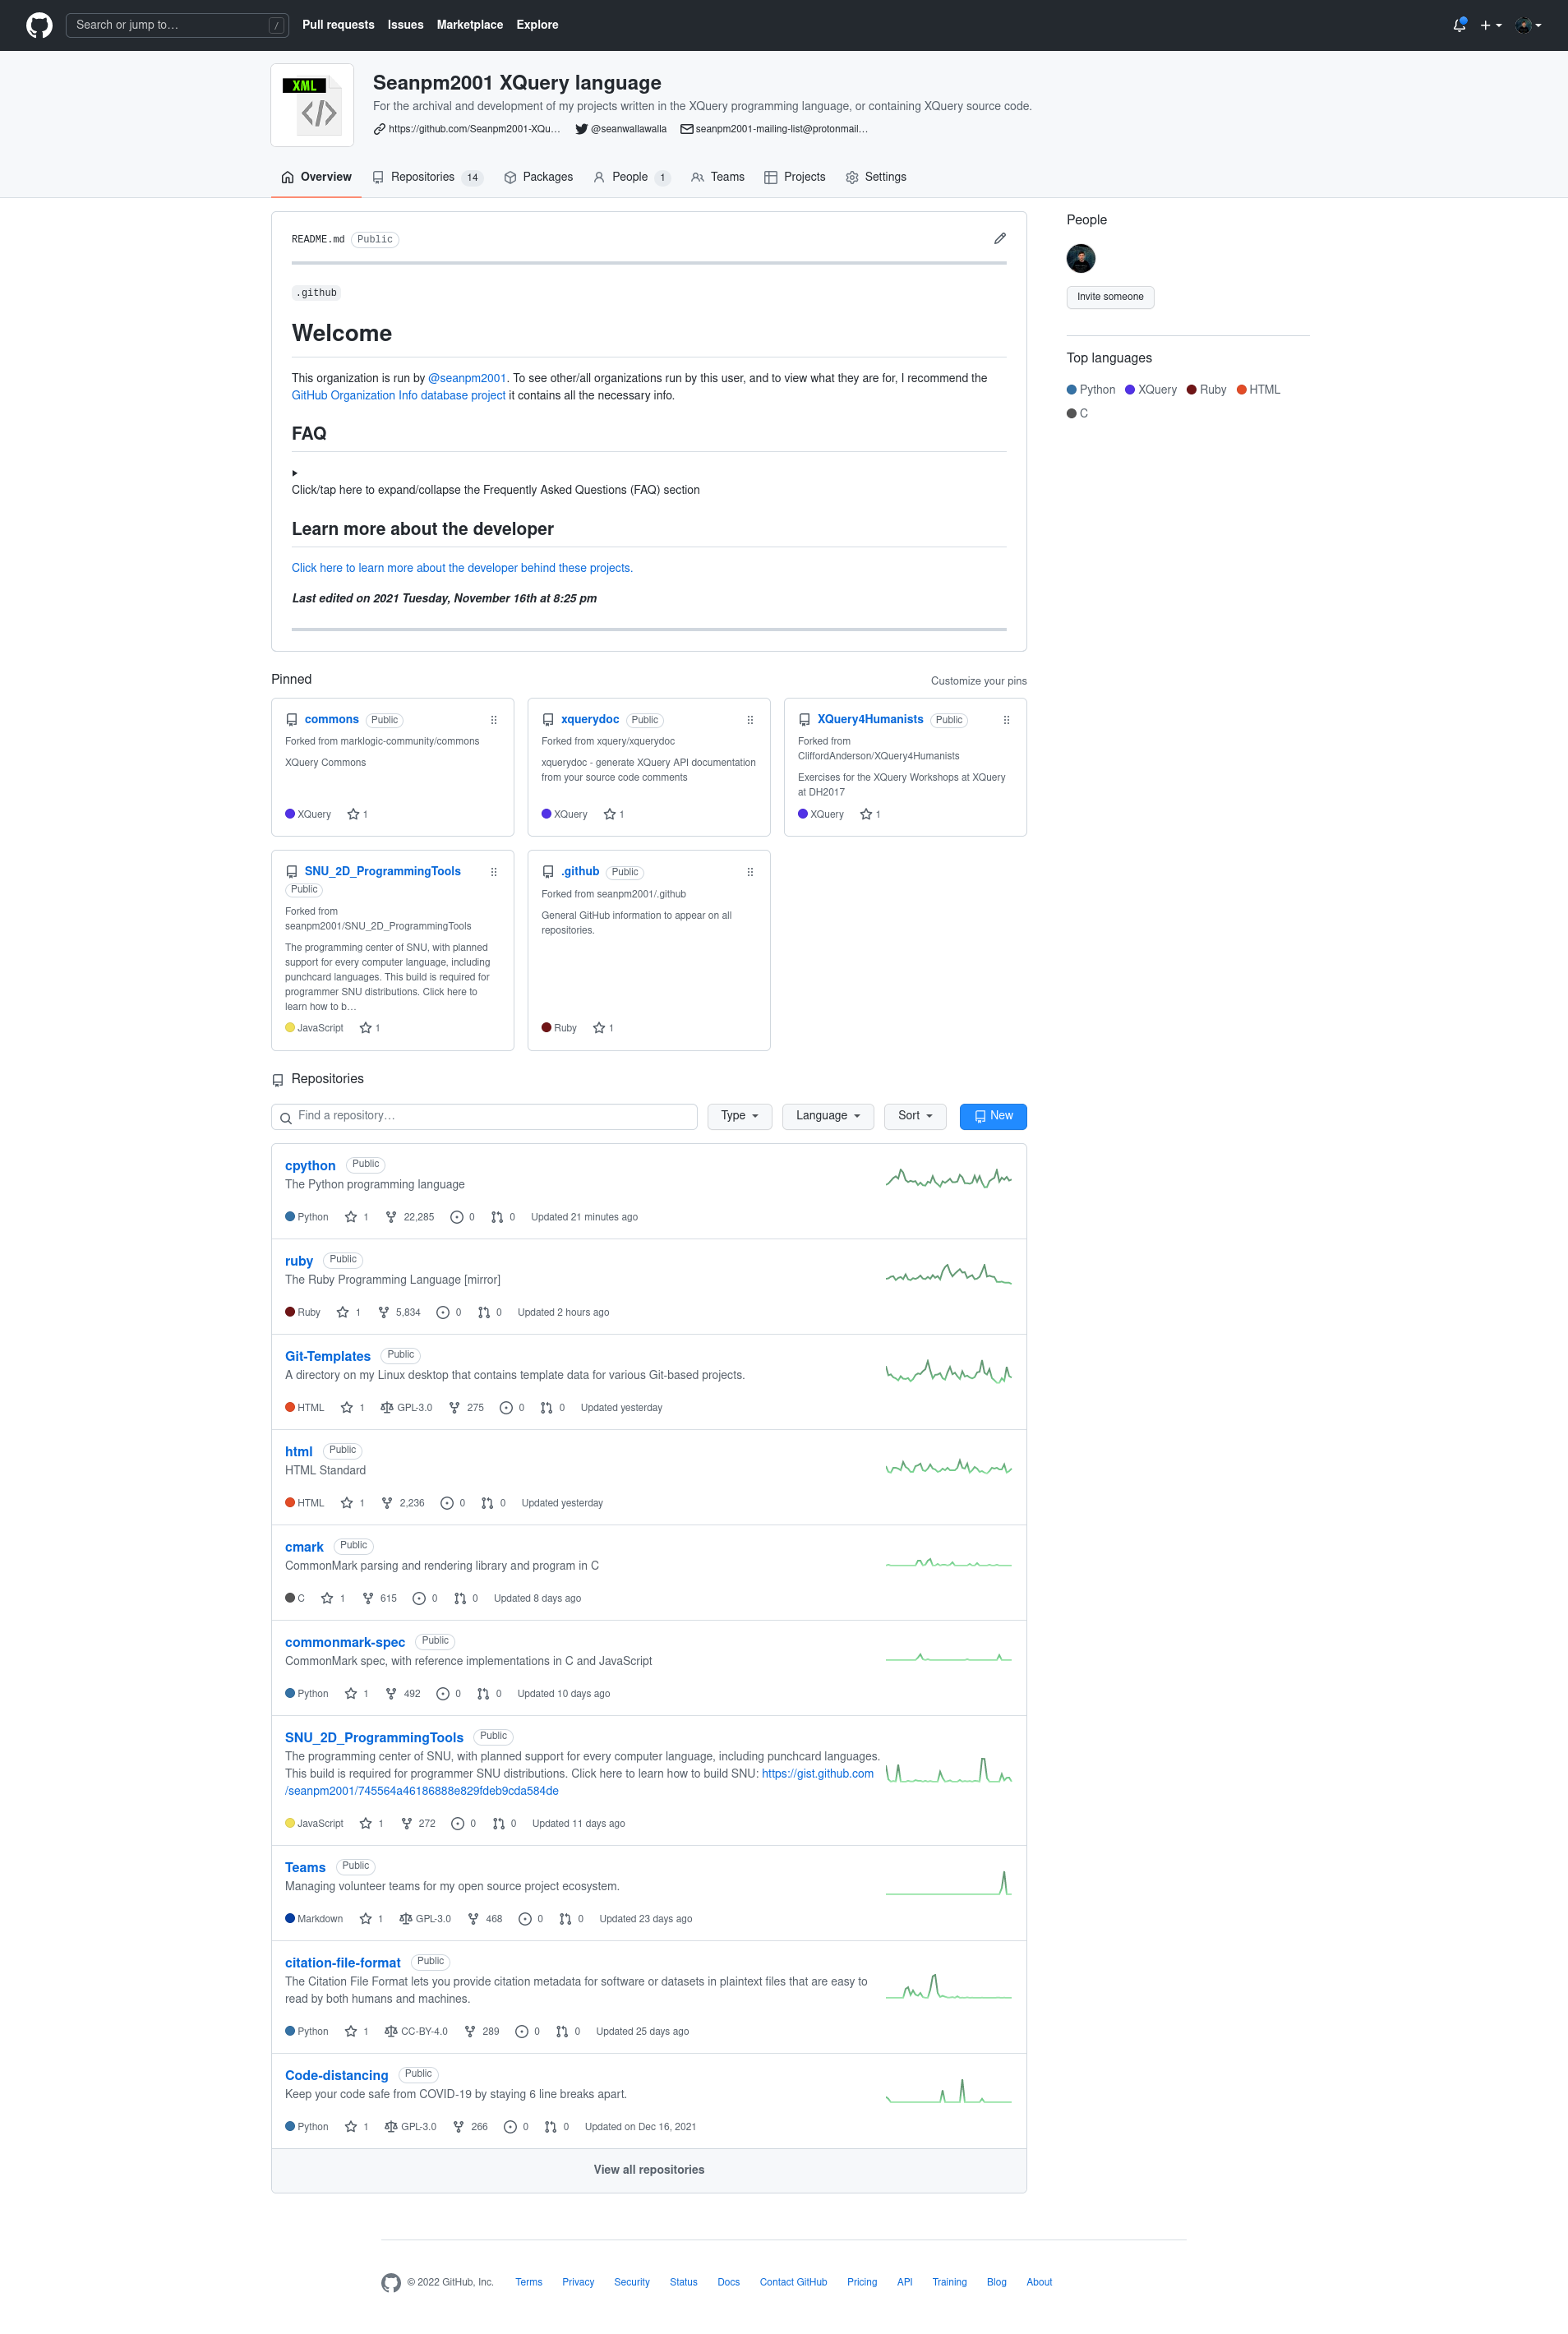 Search or jump to…
/
Pull requests
Issues
Marketplace
Explore
XML
</>
Seanpm2001 XQuery language
For the archival and development of my projects written in the XQuery programming language, or containing XQuery source code.
https://github.com/Seanpm2001-XQu…
@seanwallawalla
seanpm2001-mailing-list@protonmail…
Overview
Repositories 14
Packages
People 1
Teams
Projects
Settings
README.md Public
.github
Welcome
This organization is run by @seanpm2001. To see other/all organizations run by this user, and to view what they are for, I recommend the
GitHub Organization Info database project it contains all the necessary info.
FAQ
Click/tap here to expand/collapse the Frequently Asked Questions (FAQ) section
Learn more about the developer
Click here to learn more about the developer behind these projects.
Last edited on 2021 Tuesday, November 16th at 8:25 pm
People
Invite someone
Top languages
Python XQuery Ruby HTML
C
Pinned
Customize your pins
commons Public
Forked from marklogic-community/commons
XQuery Commons
XQuery 1
xquerydoc Public
Forked from xquery/xquerydoc
xquerydoc - generate XQuery API documentation
from your source code comments
XQuery 1
XQuery4Humanists Public
Forked from
CliffordAnderson/XQuery4Humanists
Exercises for the XQuery Workshops at XQuery
at DH2017
XQuery 1
SNU_2D_ProgrammingTools
Public
Forked from
seanpm2001/SNU_2D_ProgrammingTools
The programming center of SNU, with planned
support for every computer language, including
punchcard languages. This build is required for
programmer SNU distributions. Click here to
learn how to b…
JavaScript 1
.github Public
Forked from seanpm2001/.github
General GitHub information to appear on all
repositories.
Ruby 1
Repositories
Find a repository…
Type
Language
Sort
New
cpython Public
The Python programming language
Python 1 22,285 0 0 Updated 21 minutes ago
ruby Public
The Ruby Programming Language [mirror]
Ruby 1 5,834 0 0 Updated 2 hours ago
Git-Templates Public
A directory on my Linux desktop that contains template data for various Git-based projects.
HTML 1 GPL-3.0 275 0 0 Updated yesterday
html Public
HTML Standard
HTML 1 2,236 0 0 Updated yesterday
cmark Public
CommonMark parsing and rendering library and program in C
C 1 615 0 0 Updated 8 days ago
commonmark-spec Public
CommonMark spec, with reference implementations in C and JavaScript
Python 1 492 0 0 Updated 10 days ago
SNU_2D_ProgrammingTools Public
The programming center of SNU, with planned support for every computer language, including punchcard languages.
This build is required for programmer SNU distributions. Click here to learn how to build SNU: https://gist.github.com
/seanpm2001/745564a46186888e829fdeb9cda584de
JavaScript 1 272 0 0 Updated 11 days ago
Teams Public
Managing volunteer teams for my open source project ecosystem.
Markdown 1 GPL-3.0 468 0 0 Updated 23 days ago
citation-file-format Public
The Citation File Format lets you provide citation metadata for software or datasets in plaintext files that are easy to
read by both humans and machines.
Python 1 CC-BY-4.0 289 0 0 Updated 25 days ago
Code-distancing Public
Keep your code safe from COVID-19 by staying 6 line breaks apart.
Python 1 GPL-3.0 266 0 0 Updated on Dec 16, 2021
View all repositories
© 2022 GitHub, Inc. Terms Privacy Security Status Docs Contact GitHub Pricing API Training Blog About